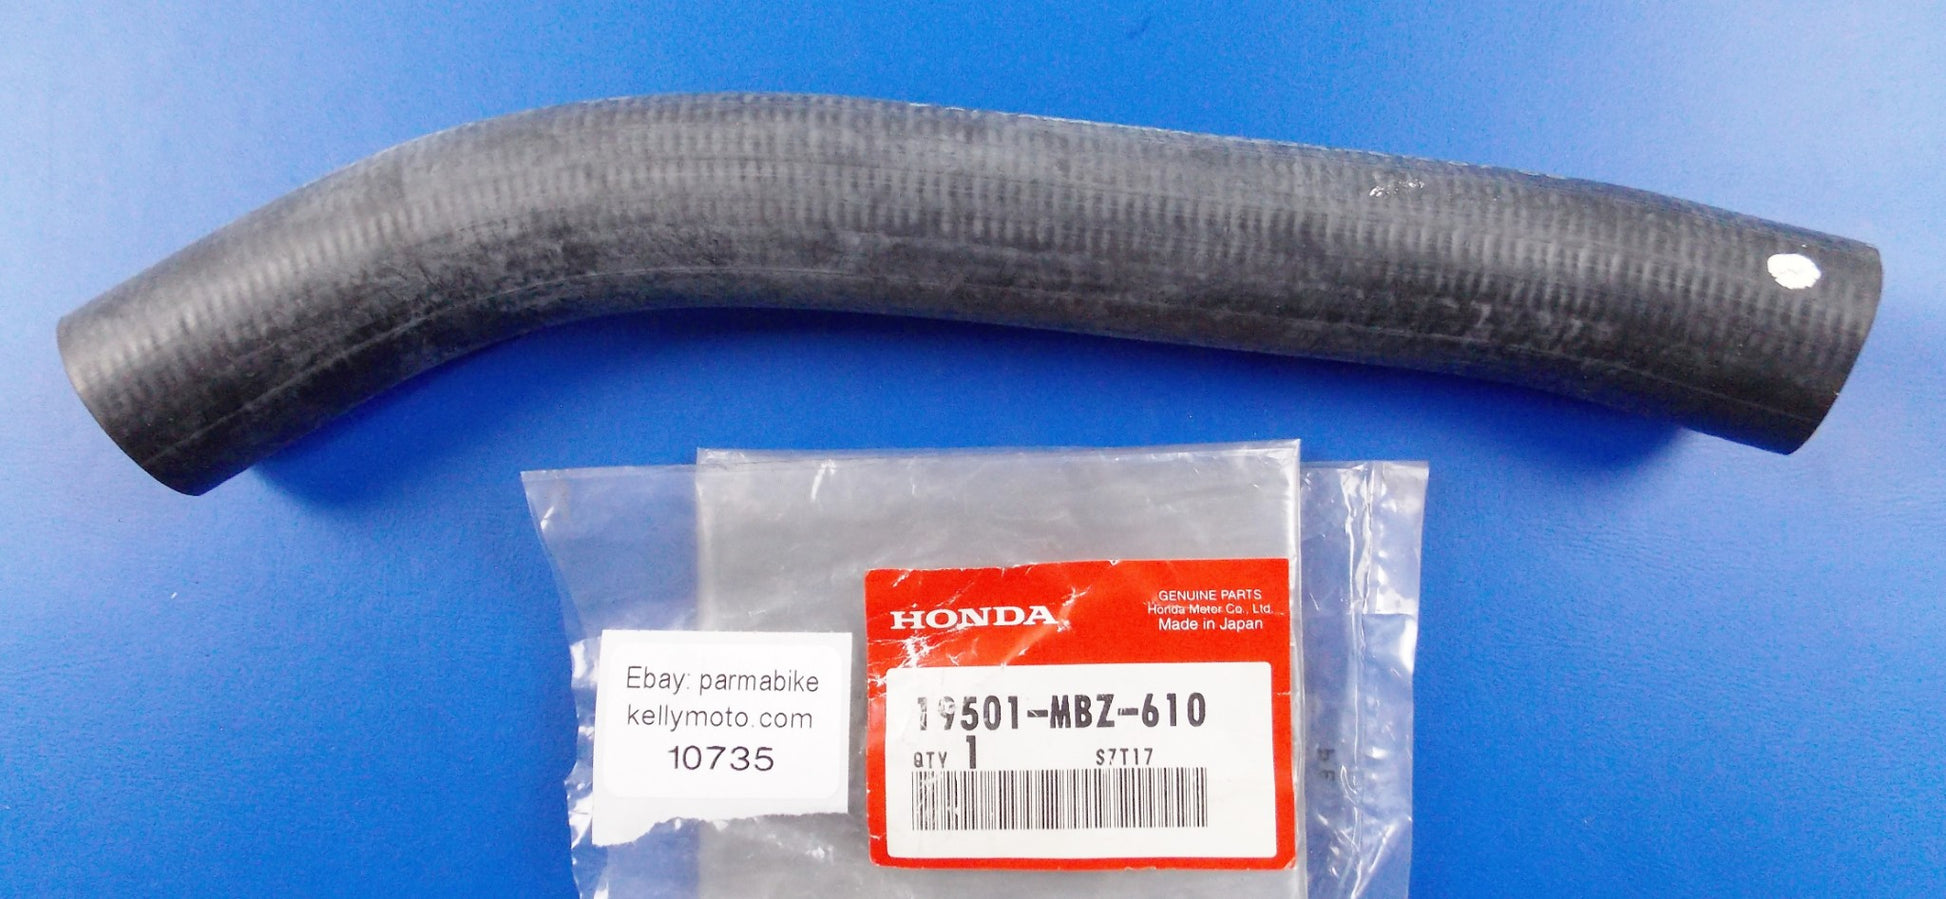 Ebay: parmabike
kellymoto.com
10735
HONDA
GENUINE PARTS
Honda Motor Co., Ltd.
Made in Japan
19501-MBZ-610
QTY 1 S7T17